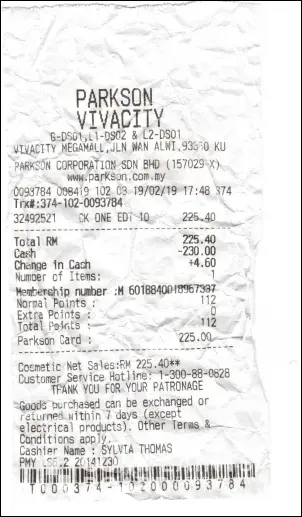 PARKSON
VIVACITY
G-DS01,L1-DS02 & L2-DS01
VIVACITY MEGAMALL,JLN WAN ALWI, KU
PARKSON CORPORATION SDN BHD (157029-X)
www.parkson.com.my
0093784 008419 102 03 19/02/19 17:48 374
Trx#:374-102-0093784
32492521 CK ONE EDT 10 225.40
Total RM 225.40
Cash -230.00
Change in Cash +4.60
Number of Items: 1
Membership number :M
Normal Points : 112
Extra Points : 0
Total Points : 112
Parkson Card : 225.00
Cosmetic Net Sales:RM 225.40**
Customer Service Hotline: 1-300-88-0828
THANK YOU FOR YOUR PATRONAGE
Goods purchased can be exchanged or
returned within 7 days (except
electrical products). Other Terms &
Conditions apply.
Cashier Name : SYLVIA THOMAS
PMY 20141230
T000374-102000093784